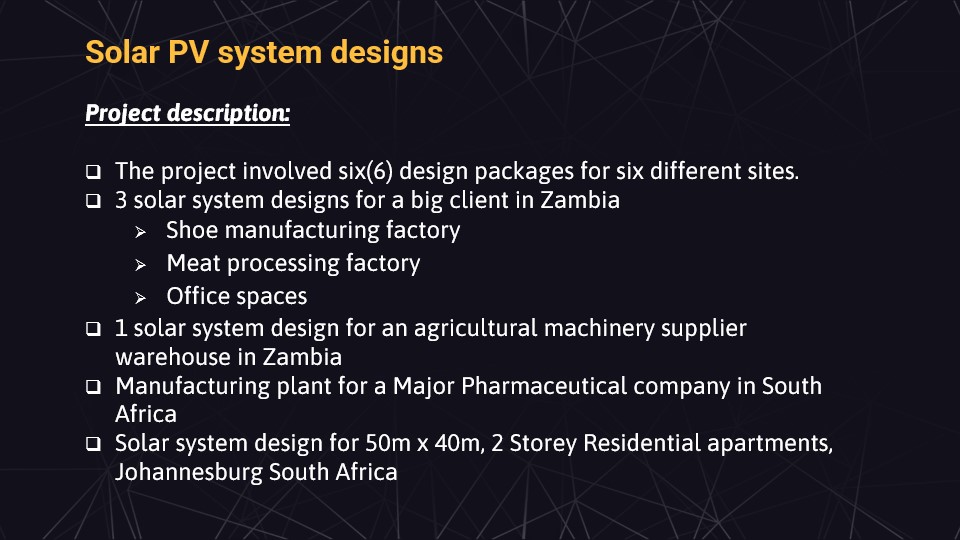 Solar PV system designs
Project description:
❑ The project involved six(6) design packages for six different sites.
❑ 3 solar system designs for a big client in Zambia
➢ Shoe manufacturing factory
➢ Meat processing factory
➢ Office spaces
❑ 1 solar system design for an agricultural machinery supplier
warehouse in Zambia
❑ Manufacturing plant for a Major Pharmaceutical company in South
Africa
❑ Solar system design for 50m x 40m, 2 Storey Residential apartments,
Johannesburg South Africa